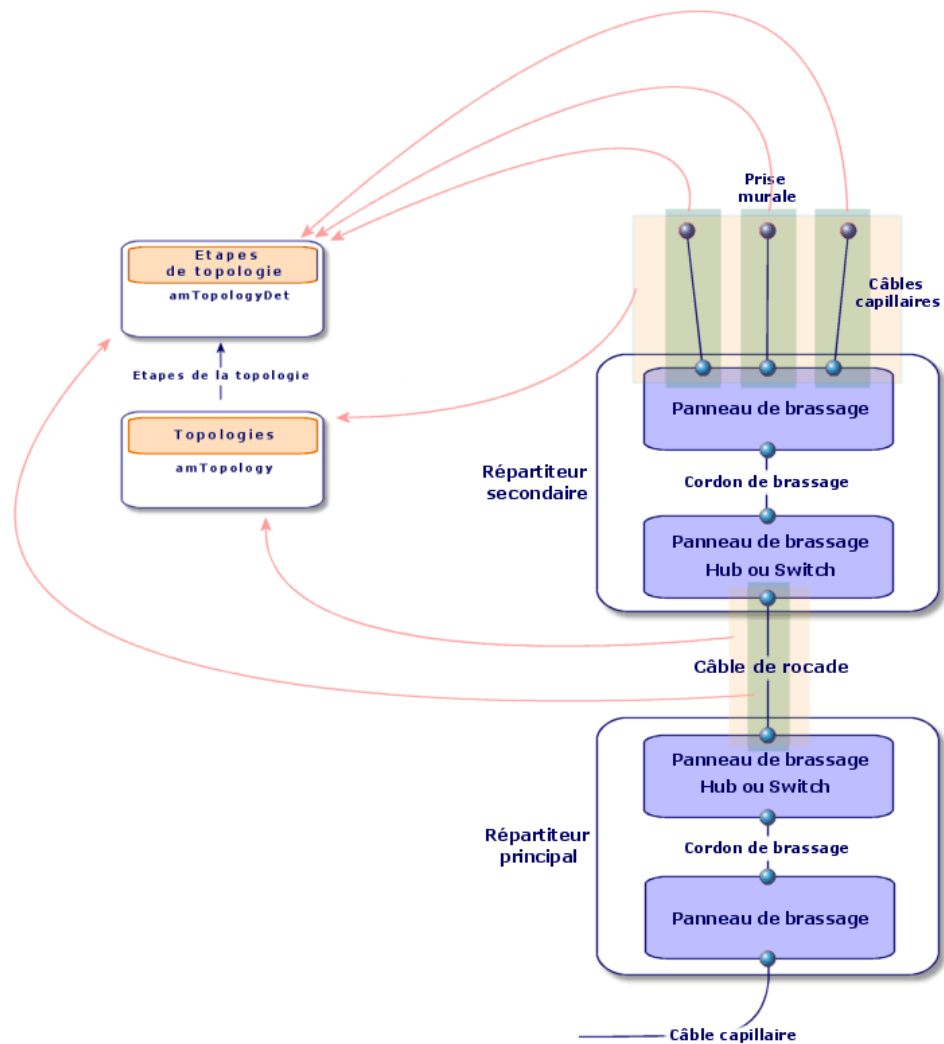 Prise
murale
Etapes
de topologie
amTopologyDet
Câbles
capillaires
Etapes de la topologie
Panneau de brassage
Topologies
amTopology
Répartiteur
secondaire
Cordon de brassage
Panneau de brassage
Hub ou Switch
Câble de rocade
Panneau de brassage
Hub ou Switch
Répartiteur
principal
Cordon de brassage
Panneau de brassage
Câble capillaire